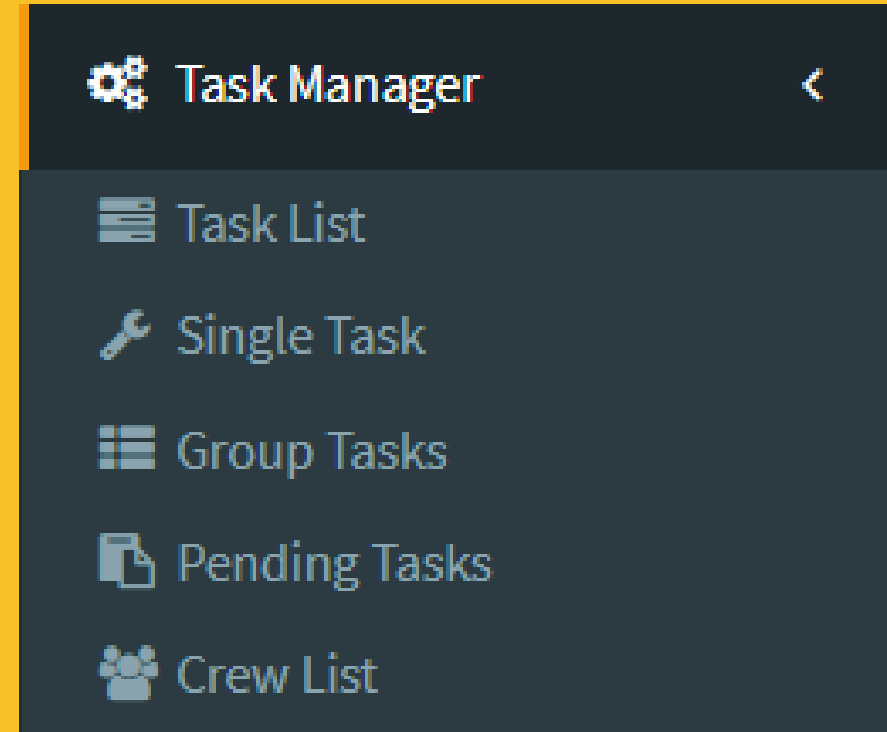 Task Manager
Task List
Single Task
Group Tasks
Pending Tasks
Crew List